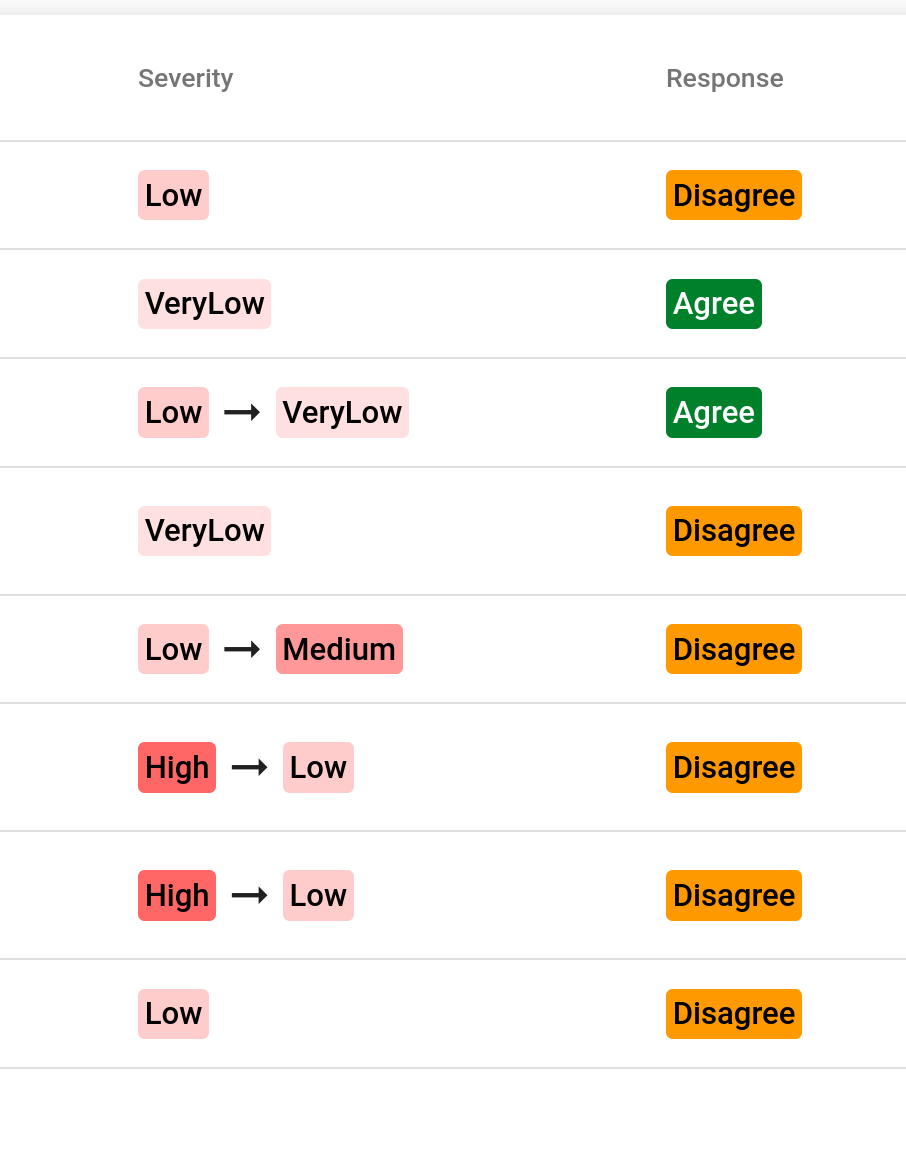 Severity Response
Low Disagree
VeryLow Agree
Low → VeryLow Agree
VeryLow Disagree
Low → Medium Disagree
High → Low Disagree
High → Low Disagree
Low Disagree